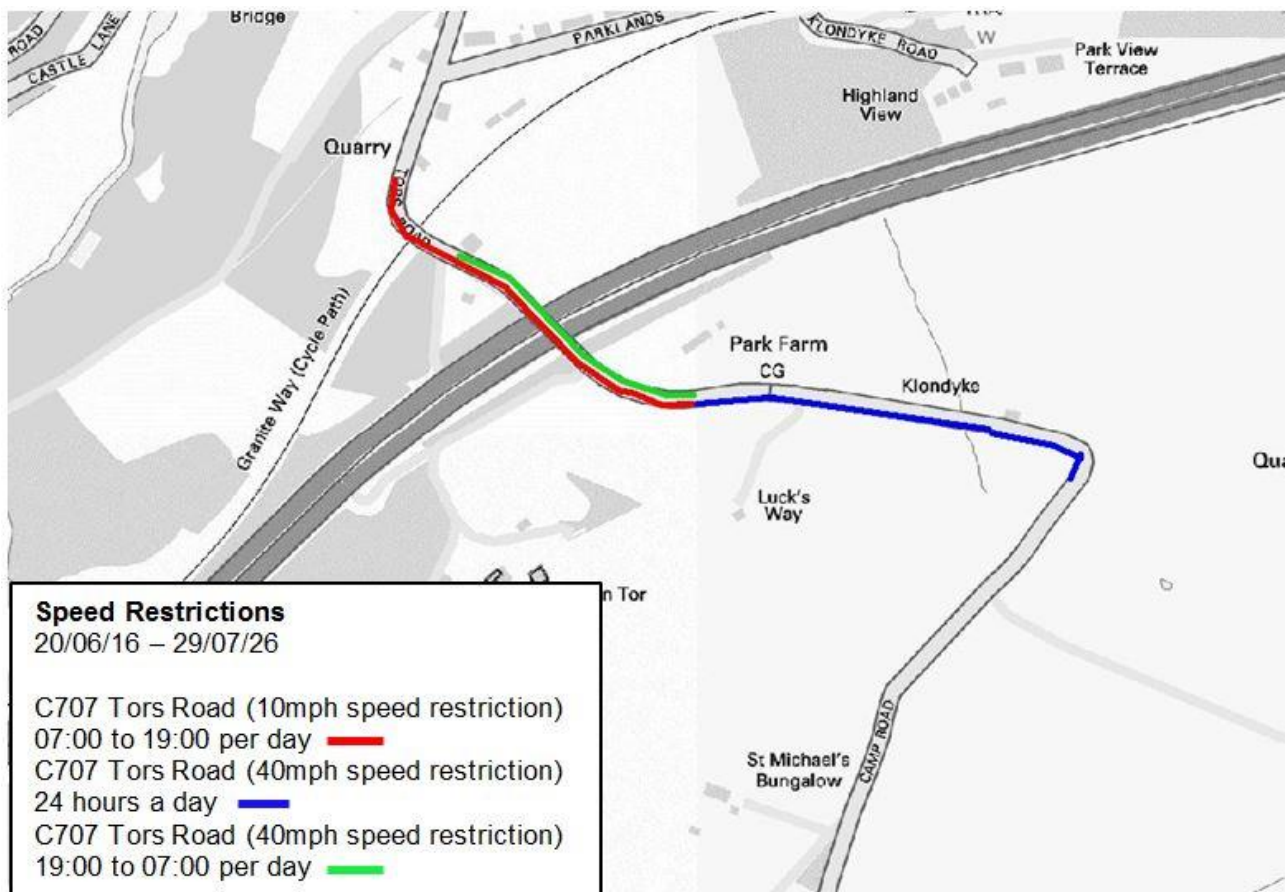 Bridge
ROAD
CASTLE LANE
PARKLANDS
KLONDYKE ROAD
W
Park View
Terrace
Highland
View
Quarry
TORS
ROAD
Granite Way (Cycle Path)
Park Farm
CG
Klondyke
Qua
Luck's
Way
n Tor
St Michael's
Bungalow
CAMP ROAD
Speed Restrictions
20/06/16 – 29/07/26
C707 Tors Road (10mph speed restriction)
07:00 to 19:00 per day
C707 Tors Road (40mph speed restriction)
24 hours a day
C707 Tors Road (40mph speed restriction)
19:00 to 07:00 per day